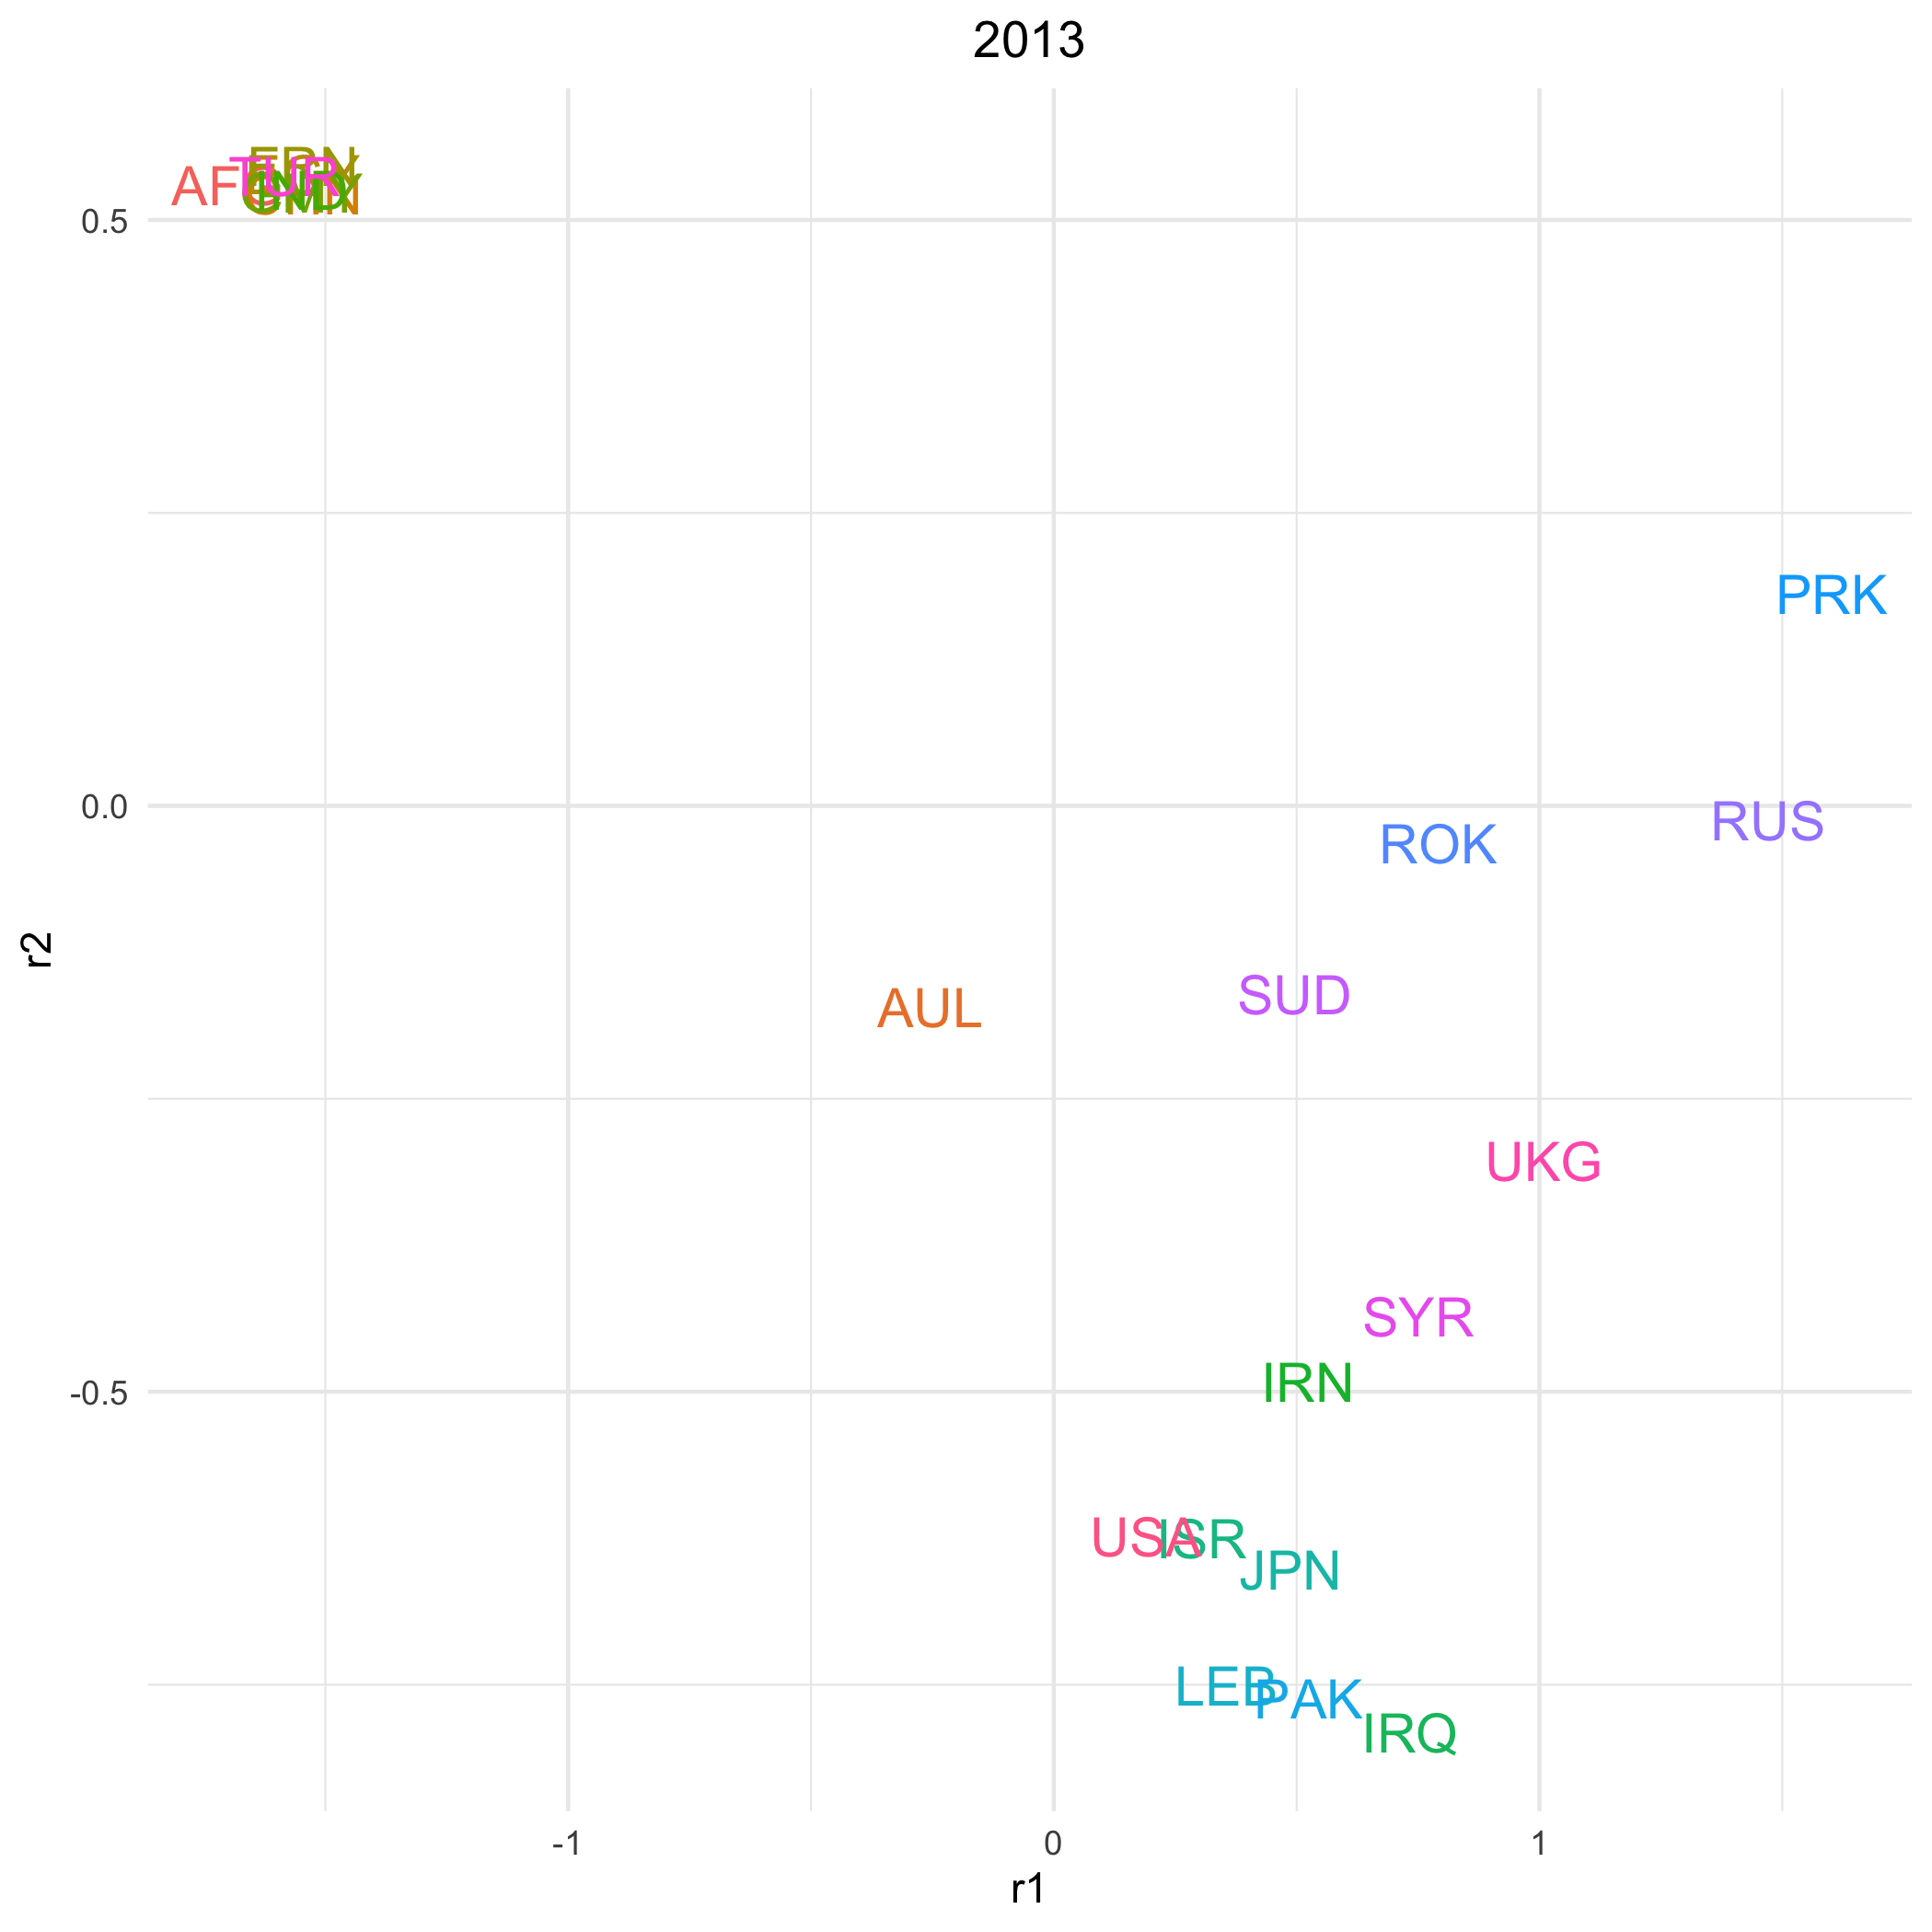 2013
TUR
0.5
PRK
0.0
RUS
ROK
r2
SUD
AUL
UKG
SYR
IRN
-0.5
USA
ISR
JPN
LEB
PAK
IRQ
-1
0
1
r1